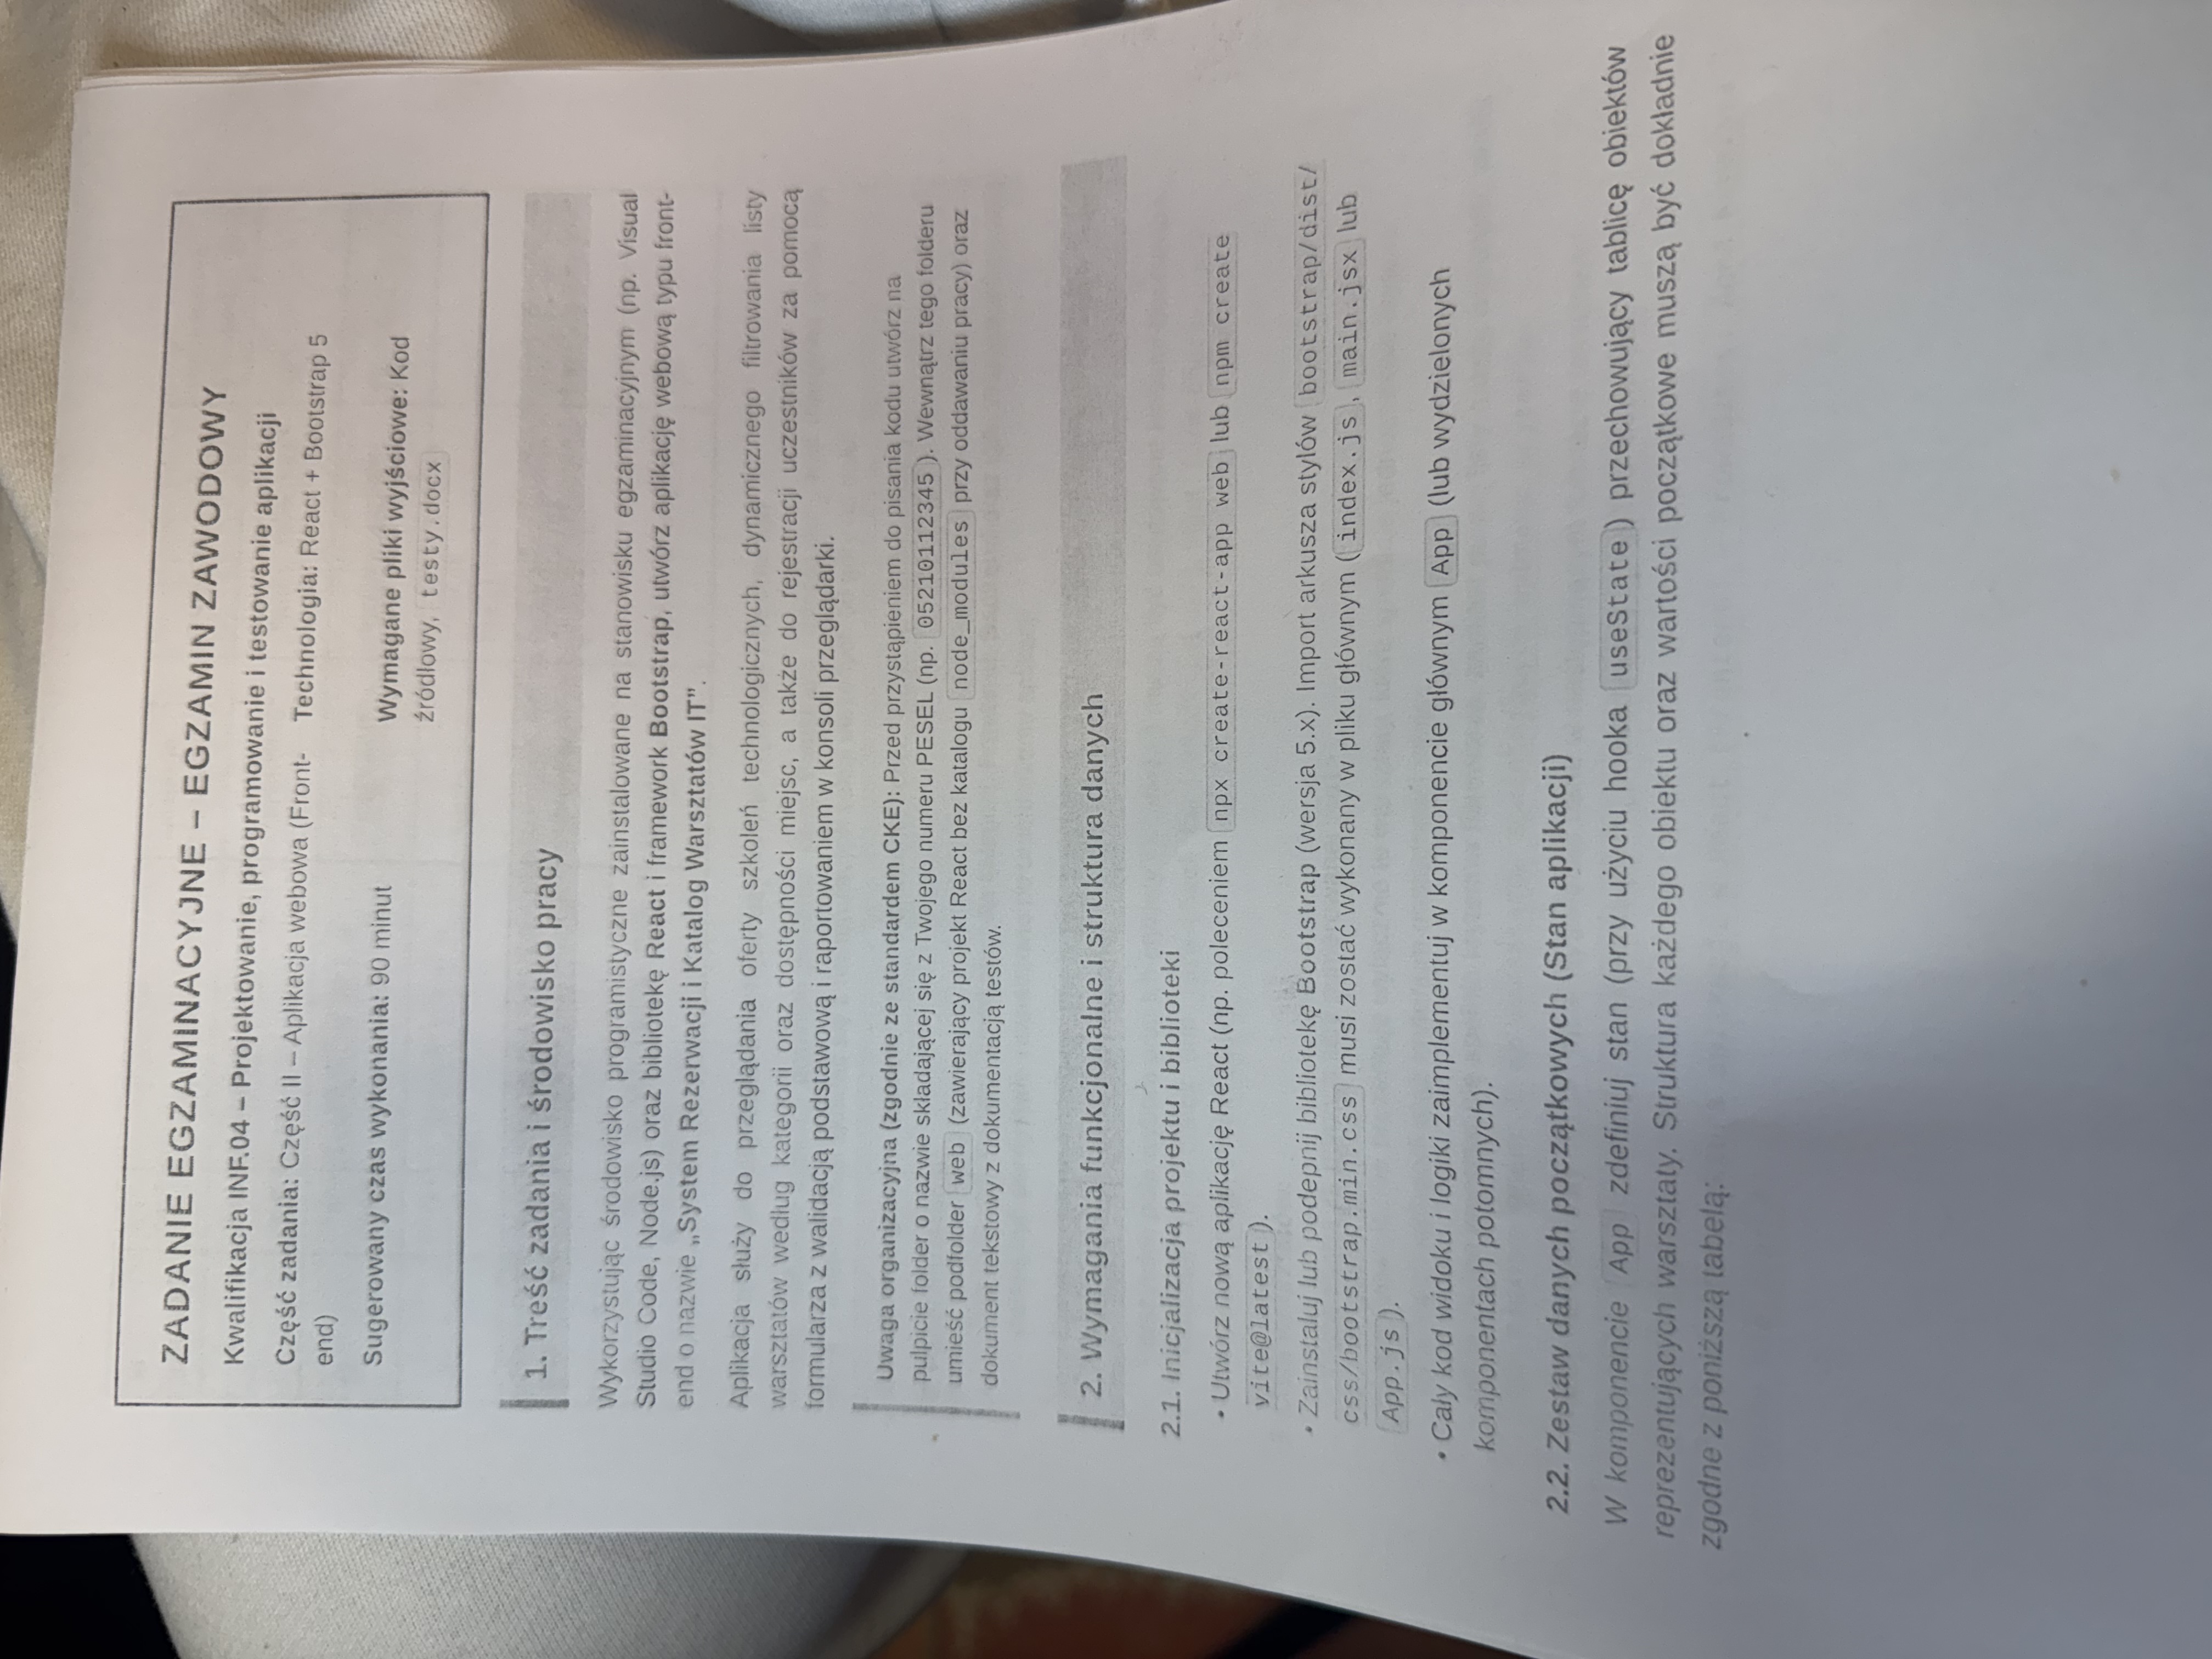 ZADANIE EGZAMINACYJNE – EGZAMIN ZAWODOWY
Kwalifikacja INF.04 – Projektowanie, programowanie i testowanie aplikacji
Część zadania: Część II – Aplikacja webowa (Front-
end)
Technologia: React + Bootstrap 5
Sugerowany czas wykonania: 90 minut
Wymagane pliki wyjściowe: Kod
źródłowy, testy.docx
1. Treść zadania i środowisko pracy
Wykorzystując środowisko programistyczne zainstalowane na stanowisku egzaminacyjnym (np. Visual
Studio Code, Node.js) oraz bibliotekę React i framework Bootstrap, utwórz aplikację webową typu front-
end o nazwie „System Rezerwacji i Katalog Warsztatów IT”.
Aplikacja służy do przeglądania oferty szkoleń technologicznych, dynamicznego filtrowania listy
warsztatów według kategorii oraz dostępności miejsc, a także do rejestracji uczestników za pomocą
formularza z walidacją podstawową i raportowaniem w konsoli przeglądarki.
Uwaga organizacyjna (zgodnie ze standardem CKE): Przed przystąpieniem do pisania kodu utwórz na
pulpicie folder o nazwie składającej się z Twojego numeru PESEL (np. 05210112345 ). Wewnątrz tego folderu
umieść podfolder web (zawierający projekt React bez katalogu node_modules przy oddawaniu pracy) oraz
dokument tekstowy z dokumentacją testów.
2. Wymagania funkcjonalne i struktura danych
2.1. Inicjalizacja projektu i biblioteki
• Utwórz nową aplikację React (np. poleceniem npx create-react-app web lub npm create
vite@latest ).
• Zainstaluj lub podepnij bibliotekę Bootstrap (wersja 5.x). Import arkusza stylów bootstrap/dist/
css/bootstrap.min.css musi zostać wykonany w pliku głównym ( index.js , main.jsx lub
App.js ).
• Cały kod widoku i logiki zaimplementuj w komponencie głównym App (lub wydzielonych
komponentach potomnych).
2.2. Zestaw danych początkowych (Stan aplikacji)
W komponencie App zdefiniuj stan (przy użyciu hooka useState ) przechowujący tablicę obiektów
reprezentujących warsztaty. Struktura każdego obiektu oraz wartości początkowe muszą być dokładnie
zgodne z poniższą tabelą: